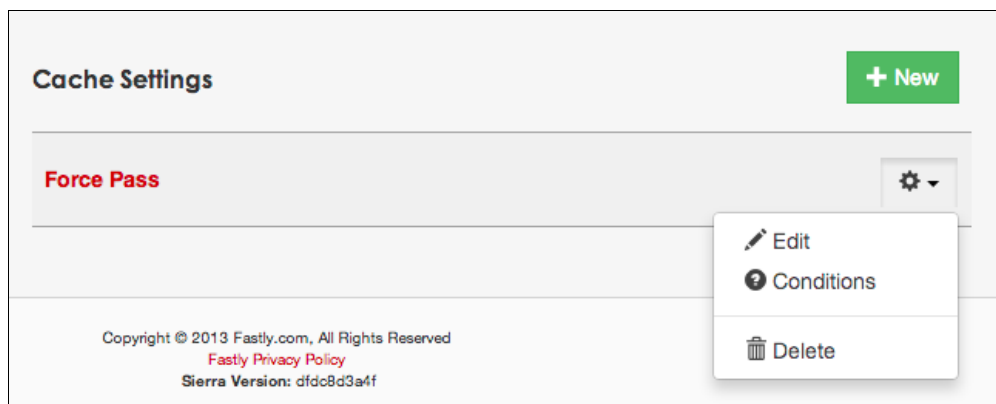 Cache Settings
New
Force Pass
Edit
Conditions
Delete
Copyright © 2013 Fastly.com, All Rights Reserved
Fastly Privacy Policy
Sierra Version: dfdc8d3a4f